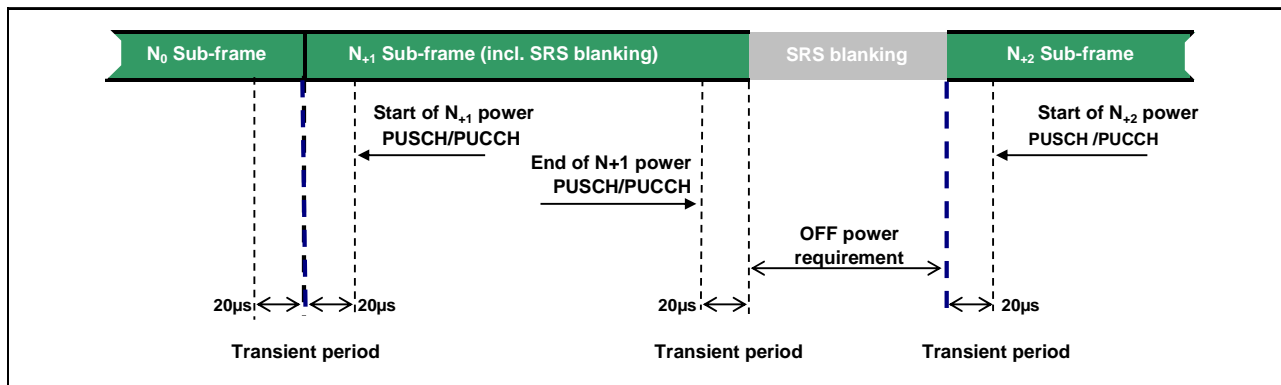 N₀ Sub-frame
N₊₁ Sub-frame (incl. SRS blanking)
SRS blanking
N₊₂ Sub-frame
Start of N₊₁ power
PUSCH/PUCCH
End of N+1 power
PUSCH/PUCCH
Start of N₊₂ power
PUSCH /PUCCH
OFF power
requirement
20µs
20µs
20µs
20µs
Transient period
Transient period
Transient period